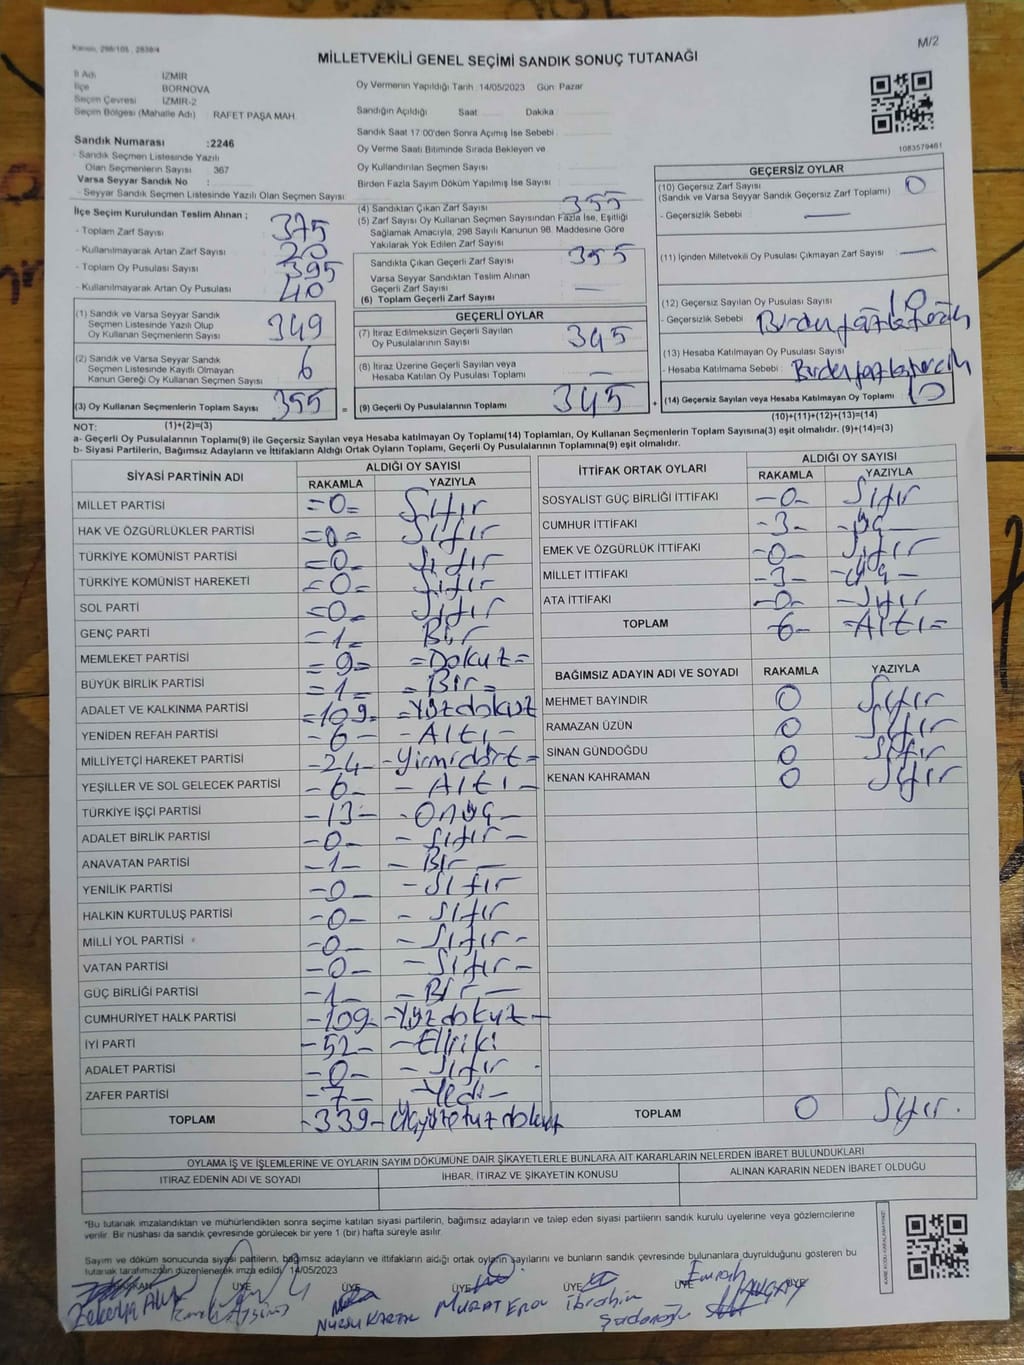 Kanun, 298/105 , 2839/4
M/2
MİLLETVEKİLİ GENEL SEÇİMİ SANDIK SONUÇ TUTANAĞI
İl Adı İZMİR
İlçe BORNOVA
Seçim Çevresi İZMİR-2
Seçim Bölgesi (Mahalle Adı) RAFET PAŞA MAH.
Sandık Numarası :2246
- Sandık Seçmen Listesinde Yazılı
Olan Seçmenlerin Sayısı : 367
Varsa Seyyar Sandık No
- Seyyar Sandık Seçmen Listesinde Yazılı Olan Seçmen Sayısı
Oy Vermenin Yapıldığı Tarih :14/05/2023 Gün: Pazar
Sandığın Açıldığı Saat Dakika
Sandık Saat 17:00'den Sonra Açılmış İse Sebebi
Oy Verme Saati Bitiminde Sırada Bekleyen ve
Oy Kullandırılan Seçmen Sayısı
Birden Fazla Sayım Döküm Yapılmış İse Sayısı
1083579461
İlçe Seçim Kurulundan Teslim Alınan ;
- Toplam Zarf Sayısı 375
- Kullanılmayarak Artan Zarf Sayısı 20
- Toplam Oy Pusulası Sayısı 395
- Kullanılmayarak Artan Oy Pusulası 40
(1) Sandık ve Varsa Seyyar Sandık
Seçmen Listesinde Yazılı Olup
Oy Kullanan Seçmenlerin Sayısı 349
(2) Sandık ve Varsa Seyyar Sandık
Seçmen Listesinde Kayıtlı Olmayan
Kanun Gereği Oy Kullanan Seçmen Sayısı 6
(3) Oy Kullanan Seçmenlerin Toplam Sayısı 355 =
(1)+(2)=(3)
(4) Sandıktan Çıkan Zarf Sayısı 355
(5) Zarf Sayısı Oy Kullanan Seçmen Sayısından Fazla İse, Eşitliği
Sağlamak Amacıyla, 298 Sayılı Kanunun 98. Maddesine Göre
Yakılarak Yok Edilen Zarf Sayısı
Sandıkta Çıkan Geçerli Zarf Sayısı 355
Varsa Seyyar Sandıktan Teslim Alınan
Geçerli Zarf Sayısı —
(6) Toplam Geçerli Zarf Sayısı
GEÇERLİ OYLAR
(7) İtiraz Edilmeksizin Geçerli Sayılan
Oy Pusulalarının Sayısı 345
(8) İtiraz Üzerine Geçerli Sayılan veya
Hesaba Katılan Oy Pusulası Toplamı —
(9) Geçerli Oy Pusulalarının Toplamı 345 +
GEÇERSİZ OYLAR
(10) Geçersiz Zarf Sayısı 0
(Sandık ve Varsa Seyyar Sandık Geçersiz Zarf Toplamı)
- Geçersizlik Sebebi : —
(11) İçinden Milletvekili Oy Pusulası Çıkmayan Zarf Sayısı —
(12) Geçersiz Sayılan Oy Pusulası Sayısı 10
- Geçersizlik Sebebi :
(13) Hesaba Katılmayan Oy Pusulası Sayısı
- Hesaba Katılmama Sebebi :
(14) Geçersiz Sayılan veya Hesaba Katılmayan Oy Toplamı 10
(10)+(11)+(12)+(13)=(14)
NOT:
a- Geçerli Oy Pusulalarının Toplamı(9) ile Geçersiz Sayılan veya Hesaba katılmayan Oy Toplamı(14) Toplamları, Oy Kullanan Seçmenlerin Toplam Sayısına(3) eşit olmalıdır. (9)+(14)=(3)
b- Siyasi Partilerin, Bağımsız Adayların ve İttifakların Aldığı Ortak Oyların Toplamı, Geçerli Oy Pusulalarının Toplamına(9) eşit olmalıdır.
SİYASİ PARTİNİN ADI ALDIĞI OY SAYISI
RAKAMLA YAZIYLA
MİLLET PARTİSİ =0= Sıfır
HAK VE ÖZGÜRLÜKLER PARTİSİ =0= Sıfır
TÜRKİYE KOMÜNİST PARTİSİ =0= Sıfır
TÜRKİYE KOMÜNİST HAREKETİ =0= Sıfır
SOL PARTİ =0= Sıfır
GENÇ PARTİ =1= Bir
MEMLEKET PARTİSİ =9= =Dokuz=
BÜYÜK BİRLİK PARTİSİ =1= =Bir=
ADALET VE KALKINMA PARTİSİ =109= =Yüzdokuz
YENİDEN REFAH PARTİSİ -6- -Altı-
MİLLİYETÇİ HAREKET PARTİSİ -24- -Yirmidört=
YEŞİLLER VE SOL GELECEK PARTİSİ -6- -Altı-
TÜRKİYE İŞÇİ PARTİSİ -13- -Onüç-
ADALET BİRLİK PARTİSİ -0- -Sıfır-
ANAVATAN PARTİSİ -1- -Bir-
YENİLİK PARTİSİ -0- -Sıfır
HALKIN KURTULUŞ PARTİSİ -0- -Sıfır
MİLLİ YOL PARTİSİ -0- -Sıfır-
VATAN PARTİSİ -0- -Sıfır-
GÜÇ BİRLİĞİ PARTİSİ -1- -Bir-
CUMHURİYET HALK PARTİSİ -109- -Yüzdokuz-
İYİ PARTİ -52- -Elliiki
ADALET PARTİSİ -0- -Sıfır-
ZAFER PARTİSİ -7- -Yedi-
TOPLAM -339- Üçyüzotuzdokuz
İTTİFAK ORTAK OYLARI ALDIĞI OY SAYISI
RAKAMLA YAZIYLA
SOSYALİST GÜÇ BİRLİĞİ İTTİFAKI -0- Sıfır
CUMHUR İTTİFAKI -3- -Üç-
EMEK VE ÖZGÜRLÜK İTTİFAKI -0- -Sıfır
MİLLET İTTİFAKI -3- -Üç-
ATA İTTİFAKI -0- -Sıfır
TOPLAM -6- -Altı-
BAĞIMSIZ ADAYIN ADI VE SOYADI RAKAMLA YAZIYLA
MEHMET BAYINDIR 0 Sıfır
RAMAZAN ÜZÜN 0 Sıfır
SİNAN GÜNDOĞDU 0 Sıfır
KENAN KAHRAMAN 0 Sıfır
TOPLAM 0 Sıfır.
OYLAMA İŞ VE İŞLEMLERİNE VE OYLARIN SAYIM DÖKÜMÜNE DAİR ŞİKAYETLERLE BUNLARA AİT KARARLARIN NELERDEN İBARET BULUNDUKLARI
İTİRAZ EDENİN ADI VE SOYADI İHBAR, İTİRAZ VE ŞİKAYETİN KONUSU ALINAN KARARIN NEDEN İBARET OLDUĞU
*Bu tutanak imzalandıktan ve mühürlendikten sonra seçime katılan siyasi partilerin, bağımsız adayların ve talep eden siyasi partilerin sandık kurulu üyelerine veya gözlemcilerine
verilir. Bir nüshası da sandık çevresinde görülecek bir yere 1 (bir) hafta süreyle asılır.
Sayım ve döküm sonucunda siyasi partilerin, bağımsız adayların ve ittifakların aldığı ortak oyların sayılarını ve bunların sandık çevresinde bulunanlara duyrulduğunu gösteren bu
tutanak tarafımızdan düzenlenerek imza edildi. 14/05/2023
BAŞKAN ÜYE ÜYE ÜYE ÜYE ÜYE ÜYE
NURSU KARTAL MURAT EROL İbrahim Emrah